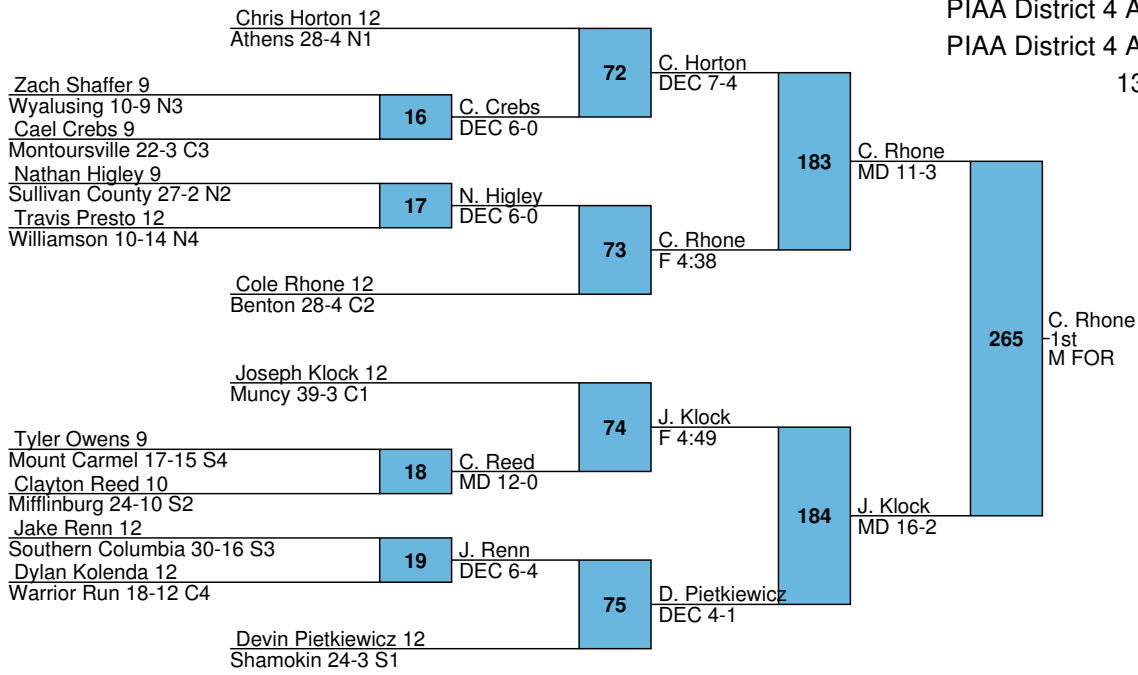 PIAA District 4 A
PIAA District 4 A
13
Chris Horton 12
Athens 28-4 N1
72
C. Horton
DEC 7-4
Zach Shaffer 9
Wyalusing 10-9 N3
16
C. Crebs
DEC 6-0
Cael Crebs 9
Montoursville 22-3 C3
183
C. Rhone
MD 11-3
Nathan Higley 9
Sullivan County 27-2 N2
17
N. Higley
DEC 6-0
Travis Presto 12
Williamson 10-14 N4
73
C. Rhone
F 4:38
Cole Rhone 12
Benton 28-4 C2
265
C. Rhone
1st
M FOR
Joseph Klock 12
Muncy 39-3 C1
74
J. Klock
F 4:49
Tyler Owens 9
Mount Carmel 17-15 S4
18
C. Reed
MD 12-0
Clayton Reed 10
Mifflinburg 24-10 S2
184
J. Klock
MD 16-2
Jake Renn 12
Southern Columbia 30-16 S3
19
J. Renn
DEC 6-4
Dylan Kolenda 12
Warrior Run 18-12 C4
75
D. Pietkiewicz
DEC 4-1
Devin Pietkiewicz 12
Shamokin 24-3 S1